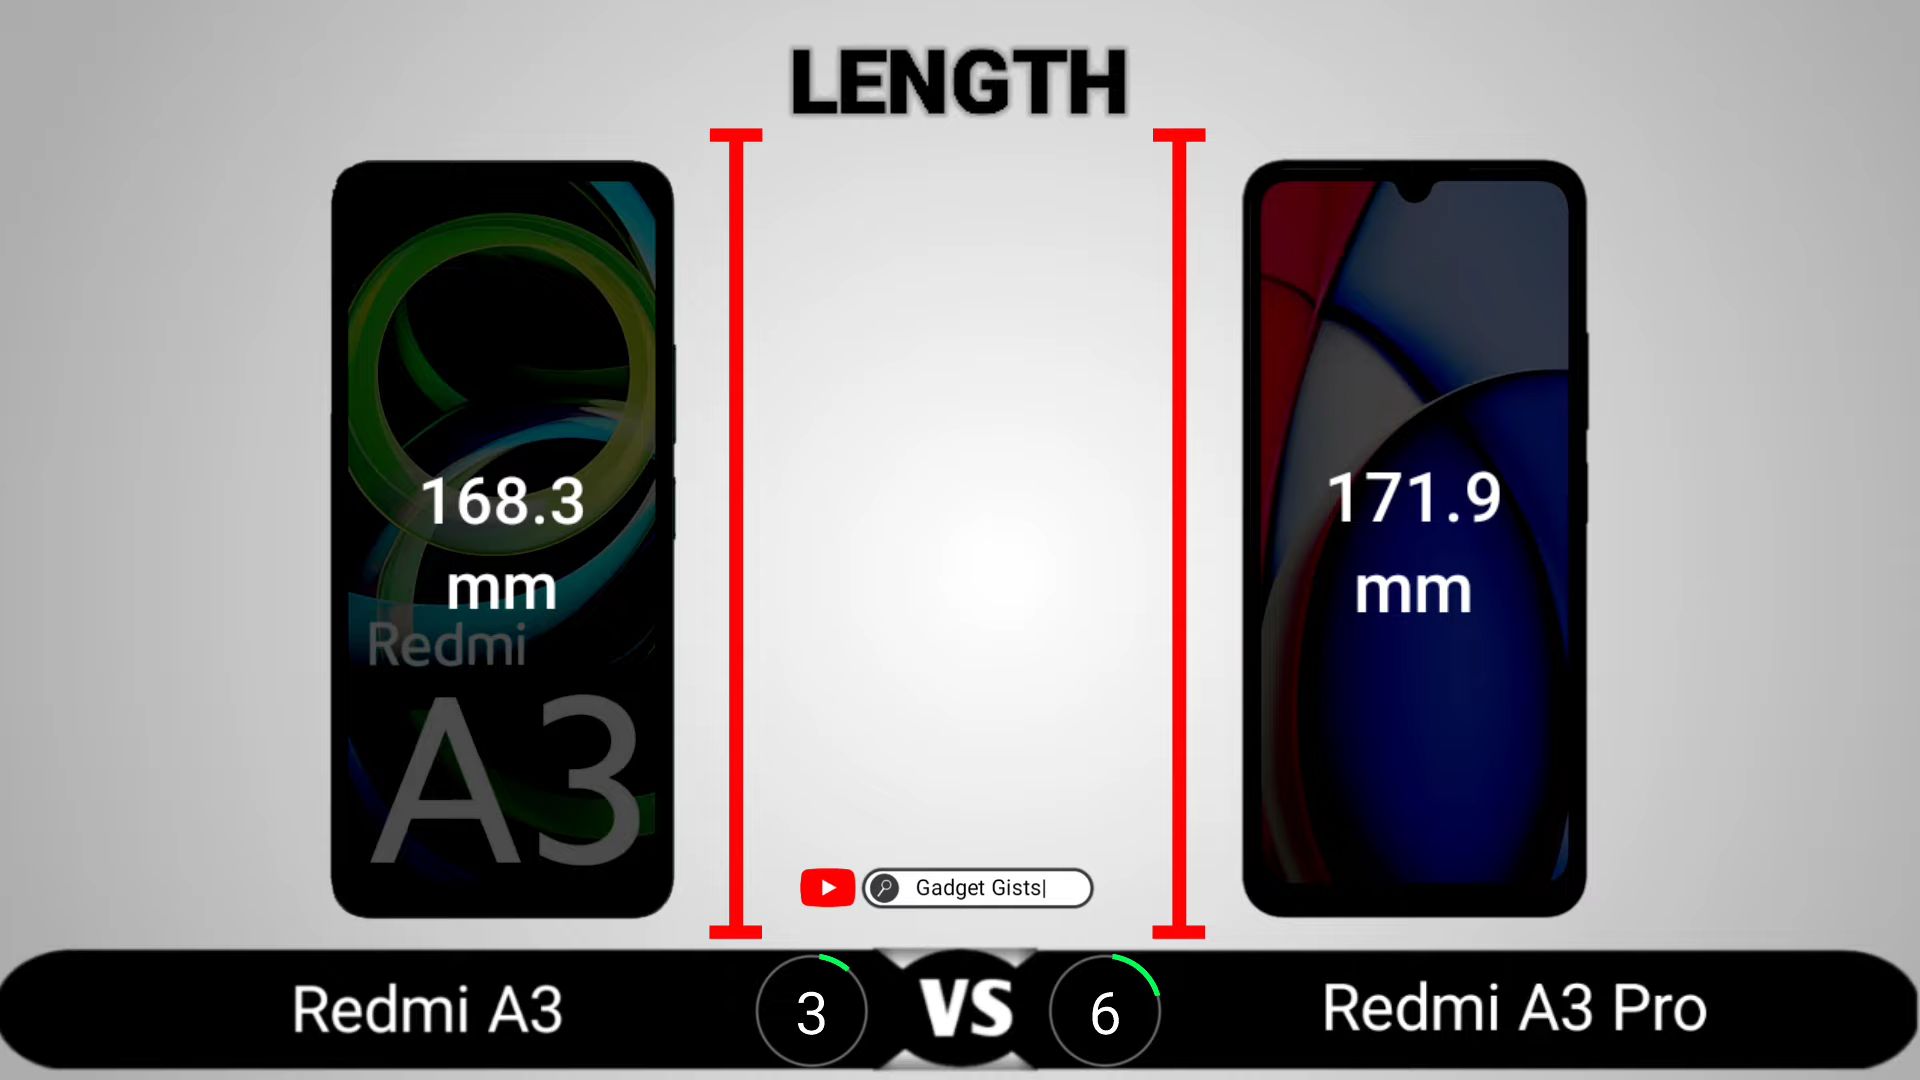 LENGTH
168.3
mm
Redmi
A3
171.9
mm
Gadget Gists|
Redmi A3
3
VS
6
Redmi A3 Pro